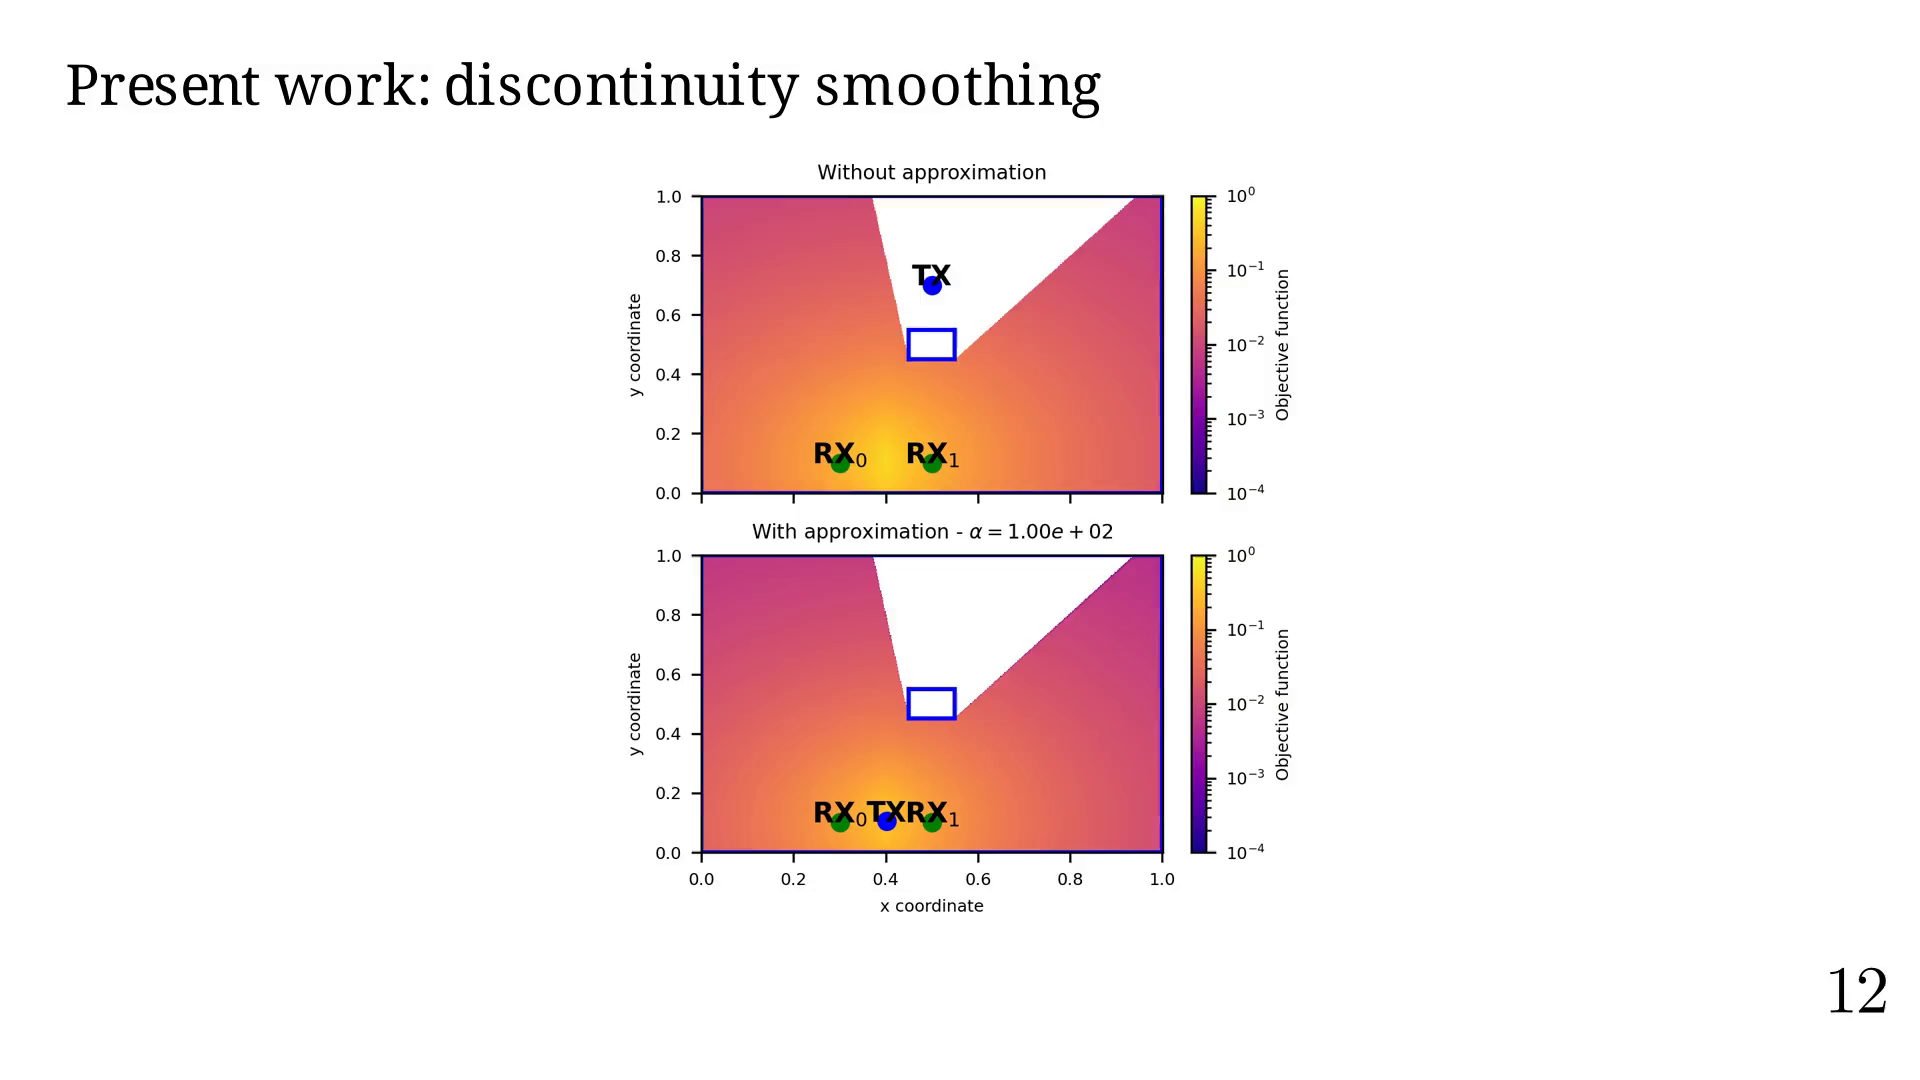 Present work: discontinuity smoothing
Without approximation
1.0
0.8
0.6
0.4
0.2
0.0
y coordinate
TX
RX₀
RX₁
10⁰
10⁻¹
10⁻²
10⁻³
10⁻⁴
Objective function
With approximation - α = 1.00e + 02
1.0
0.8
0.6
0.4
0.2
0.0
y coordinate
RX₀
TX
RX₁
0.0 0.2 0.4 0.6 0.8 1.0
x coordinate
10⁰
10⁻¹
10⁻²
10⁻³
10⁻⁴
Objective function
12